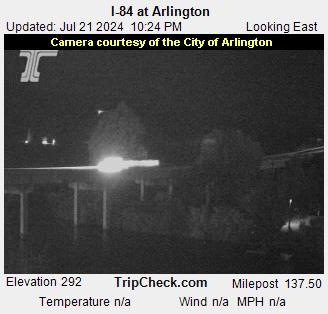 I-84 at Arlington
Updated: Jul 21 2024 10:24 PM Looking East
Camera courtesy of the City of Arlington
Elevation 292 TripCheck.com Milepost 137.50
Temperature n/a Wind n/a MPH n/a